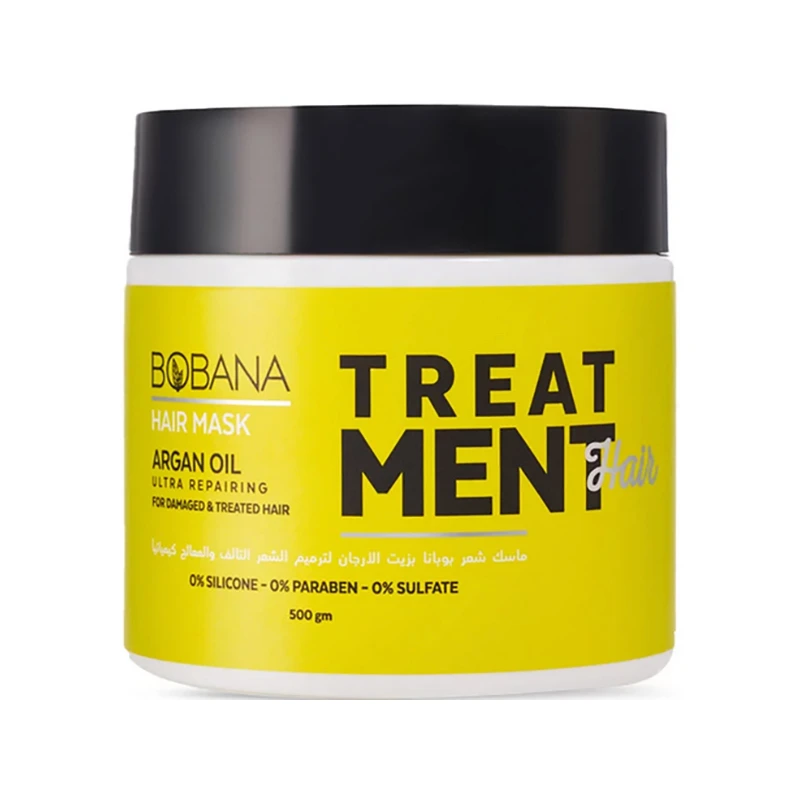 BOBANA
HAIR MASK
ARGAN OIL
ULTRA REPAIRING
FOR DAMAGED & TREATED HAIR
TREAT
MENT
Hair
ماسك شعر بوبانا بزيت الارجان لترميم الشعر التالف والمعالج كيميائيا
0% SILICONE - 0% PARABEN - 0% SULFATE
500 gm